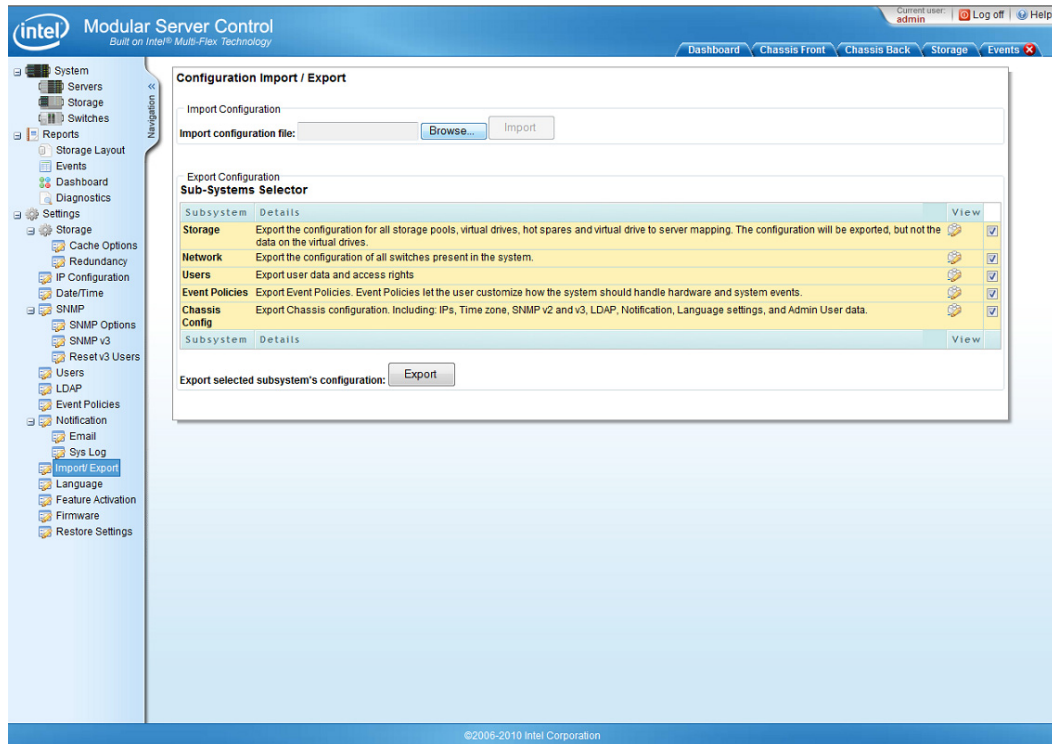 intel
Modular Server Control
Built on Intel® Multi-Flex Technology
Current user:
admin
Log off
Help
Dashboard
Chassis Front
Chassis Back
Storage
Events
Navigation
System
Servers
Storage
Switches
Reports
Storage Layout
Events
Dashboard
Diagnostics
Settings
Storage
Cache Options
Redundancy
IP Configuration
Date/Time
SNMP
SNMP Options
SNMP v3
Reset v3 Users
Users
LDAP
Event Policies
Notification
Email
Sys Log
Import/ Export
Language
Feature Activation
Firmware
Restore Settings
Configuration Import / Export
Import Configuration
Import configuration file:
Browse...
Import
Export Configuration
Sub-Systems Selector
Subsystem Details View
Storage Export the configuration for all storage pools, virtual drives, hot spares and virtual drive to server mapping. The configuration will be exported, but not the
data on the virtual drives.
Network Export the configuration of all switches present in the system.
Users Export user data and access rights
Event Policies Export Event Policies. Event Policies let the user customize how the system should handle hardware and system events.
Chassis Export Chassis configuration. Including: IPs, Time zone, SNMP v2 and v3, LDAP, Notification, Language settings, and Admin User data.
Config
Subsystem Details View
Export selected subsystem's configuration: Export
©2006-2010 Intel Corporation